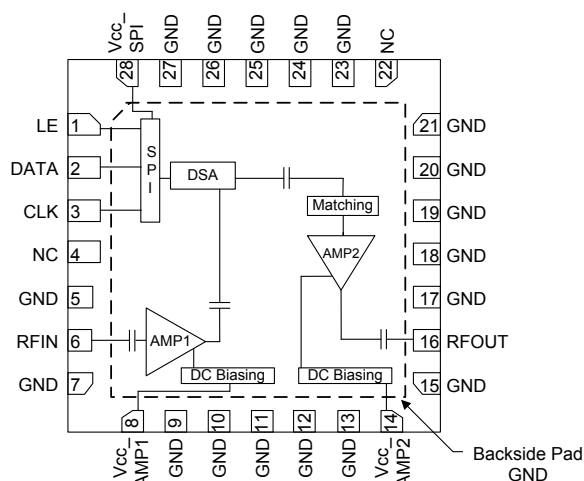 Vcc_
SPI
GND
GND
GND
GND
GND
NC
28
27
26
25
24
23
22
LE
1
21
GND
DATA
2
S
P
I
DSA
20
GND
CLK
3
Matching
19
GND
NC
4
AMP2
18
GND
GND
5
17
GND
RFIN
6
AMP1
16
RFOUT
GND
7
DC Biasing
DC Biasing
15
GND
8
9
10
11
12
13
14
Vcc_
AMP1
GND
GND
GND
GND
GND
Vcc_
AMP2
Backside Pad
GND